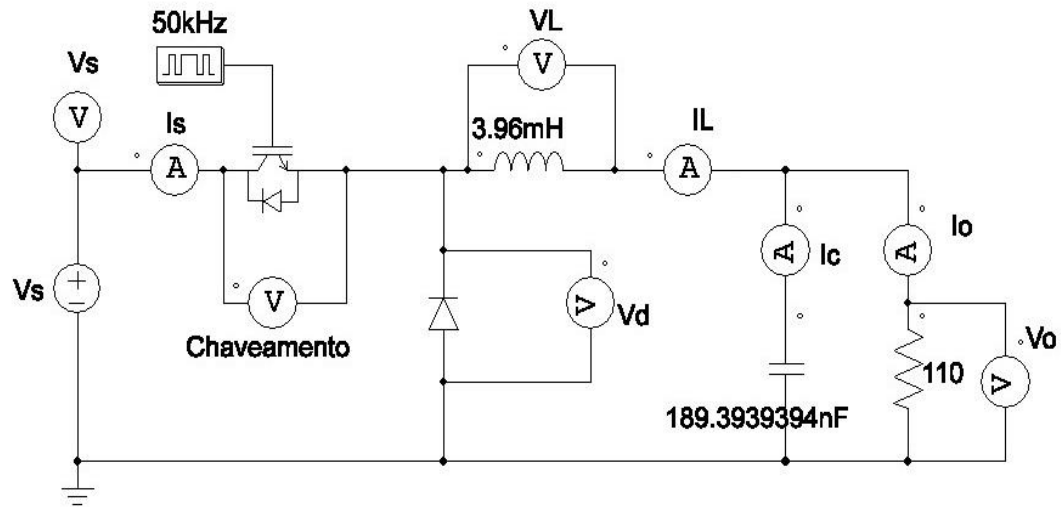 50kHz
VL
Vs
V
V
Is
3.96mH
IL
A
A
A
Ic
A
Io
Vs
V
Chaveamento
V
Vd
189.3939394nF
110
V
Vo